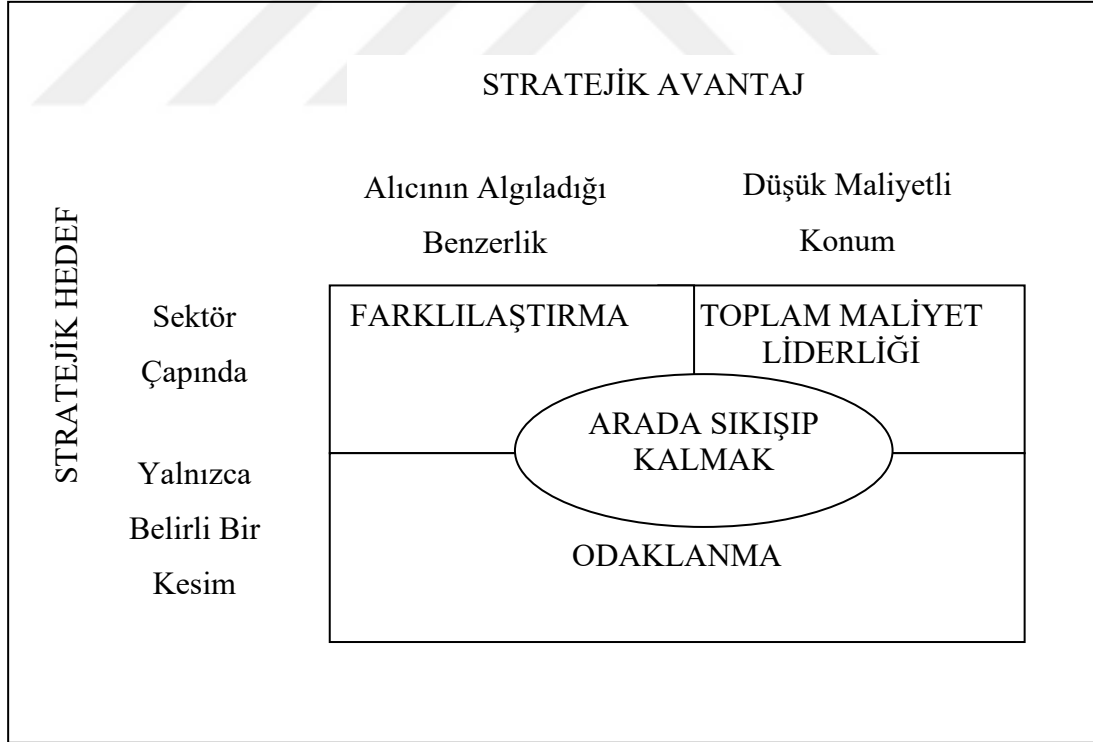 STRATEJİK AVANTAJ
Alıcının Algıladığı
Benzerlik
Düşük Maliyetli
Konum
STRATEJİK HEDEF
Sektör
Çapında
FARKLILAŞTIRMA
TOPLAM MALİYET
LİDERLİĞİ
ARADA SIKIŞIP
KALMAK
Yalnızca
Belirli Bir
Kesim
ODAKLANMA